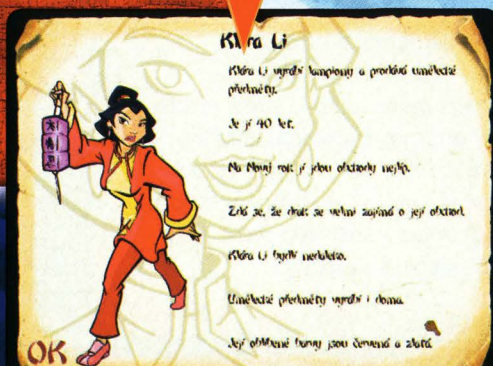 Klára Li
Klára Li vyrábí lampiony a prodává umělecké
předměty.
Je jí 40 let.
Na Nový rok jí jdou obchody nejlíp.
Zdá se, že drak se velmi zajímá o její obchod.
Klára Li bydlí nedaleko.
Umělecké předměty vyrábí i doma.
Její oblíbené barvy jsou červená a zlatá.
OK